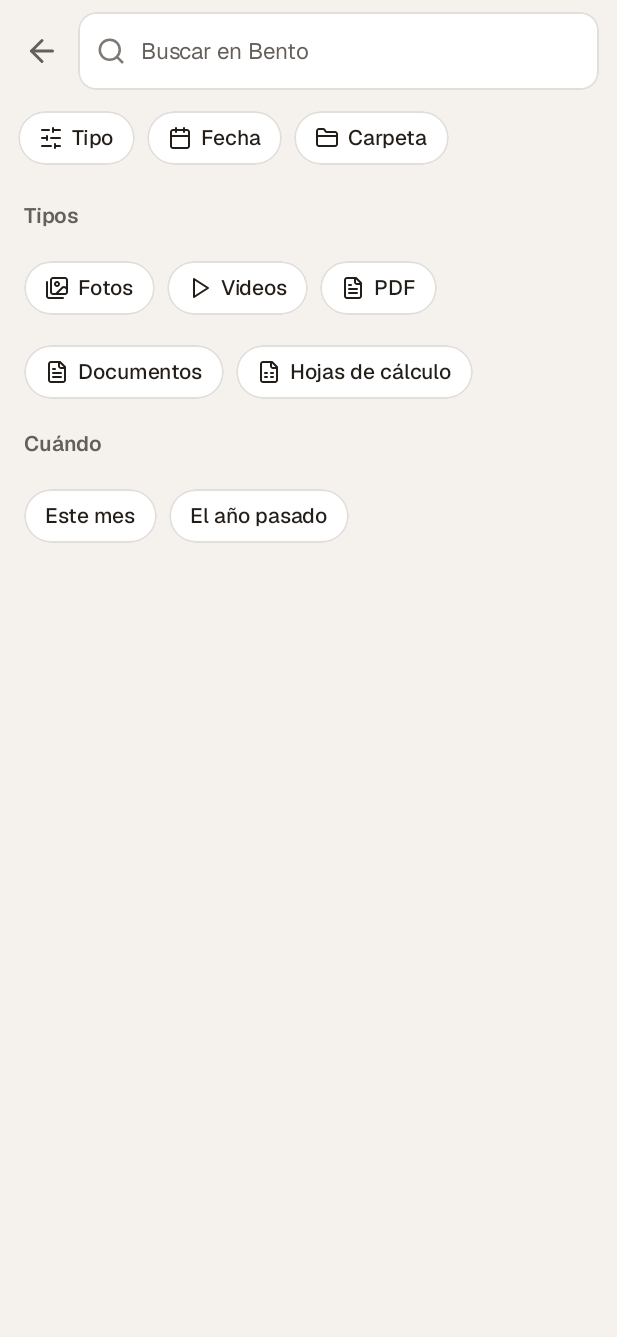 Buscar en Bento
Tipo Fecha Carpeta
Tipos
Fotos Videos PDF
Documentos Hojas de cálculo
Cuándo
Este mes El año pasado